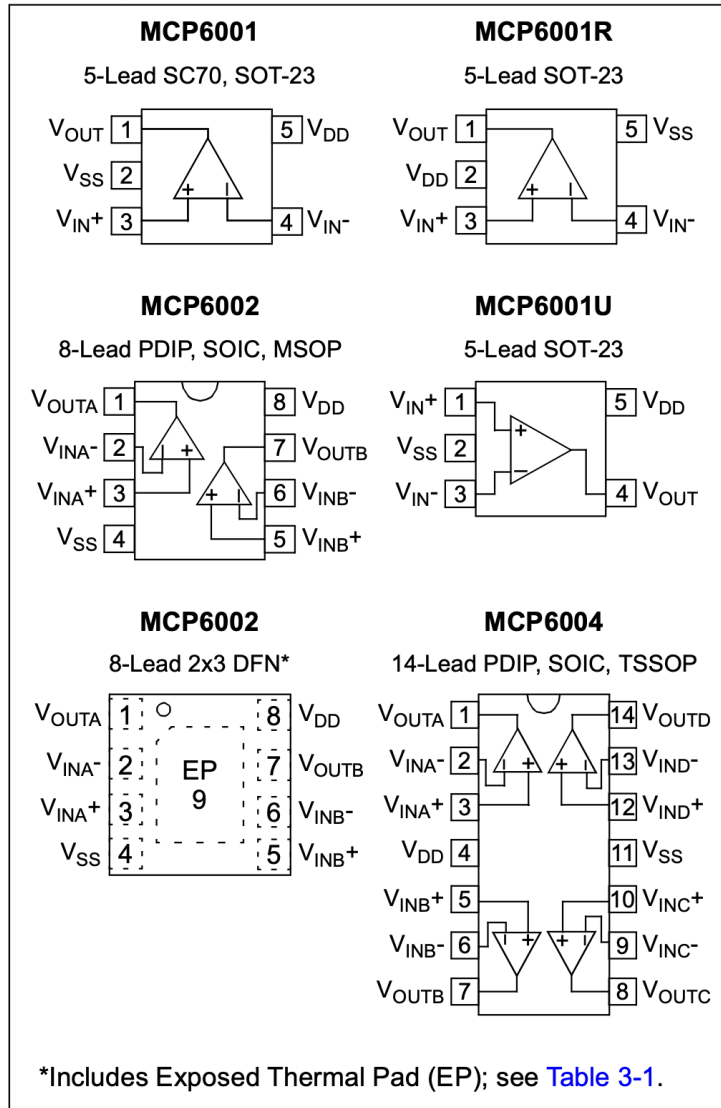 MCP6001
5-Lead SC70, SOT-23
VOUT 1
5 VDD
VSS 2
+ –
VIN+ 3
4 VIN-
MCP6001R
5-Lead SOT-23
VOUT 1
5 VSS
VDD 2
+ –
VIN+ 3
4 VIN-
MCP6002
8-Lead PDIP, SOIC, MSOP
VOUTA 1
8 VDD
VINA- 2
– +
7 VOUTB
VINA+ 3
+ –
6 VINB-
VSS 4
5 VINB+
MCP6001U
5-Lead SOT-23
VIN+ 1
5 VDD
+
VSS 2
–
VIN- 3
4 VOUT
MCP6002
8-Lead 2x3 DFN*
VOUTA 1
8 VDD
VINA- 2
EP
7 VOUTB
VINA+ 3
9
6 VINB-
VSS 4
5 VINB+
MCP6004
14-Lead PDIP, SOIC, TSSOP
VOUTA 1
14 VOUTD
VINA- 2
– + + –
13 VIND-
VINA+ 3
12 VIND+
VDD 4
11 VSS
VINB+ 5
10 VINC+
VINB- 6
– + + –
9 VINC-
VOUTB 7
8 VOUTC
*Includes Exposed Thermal Pad (EP); see Table 3-1.